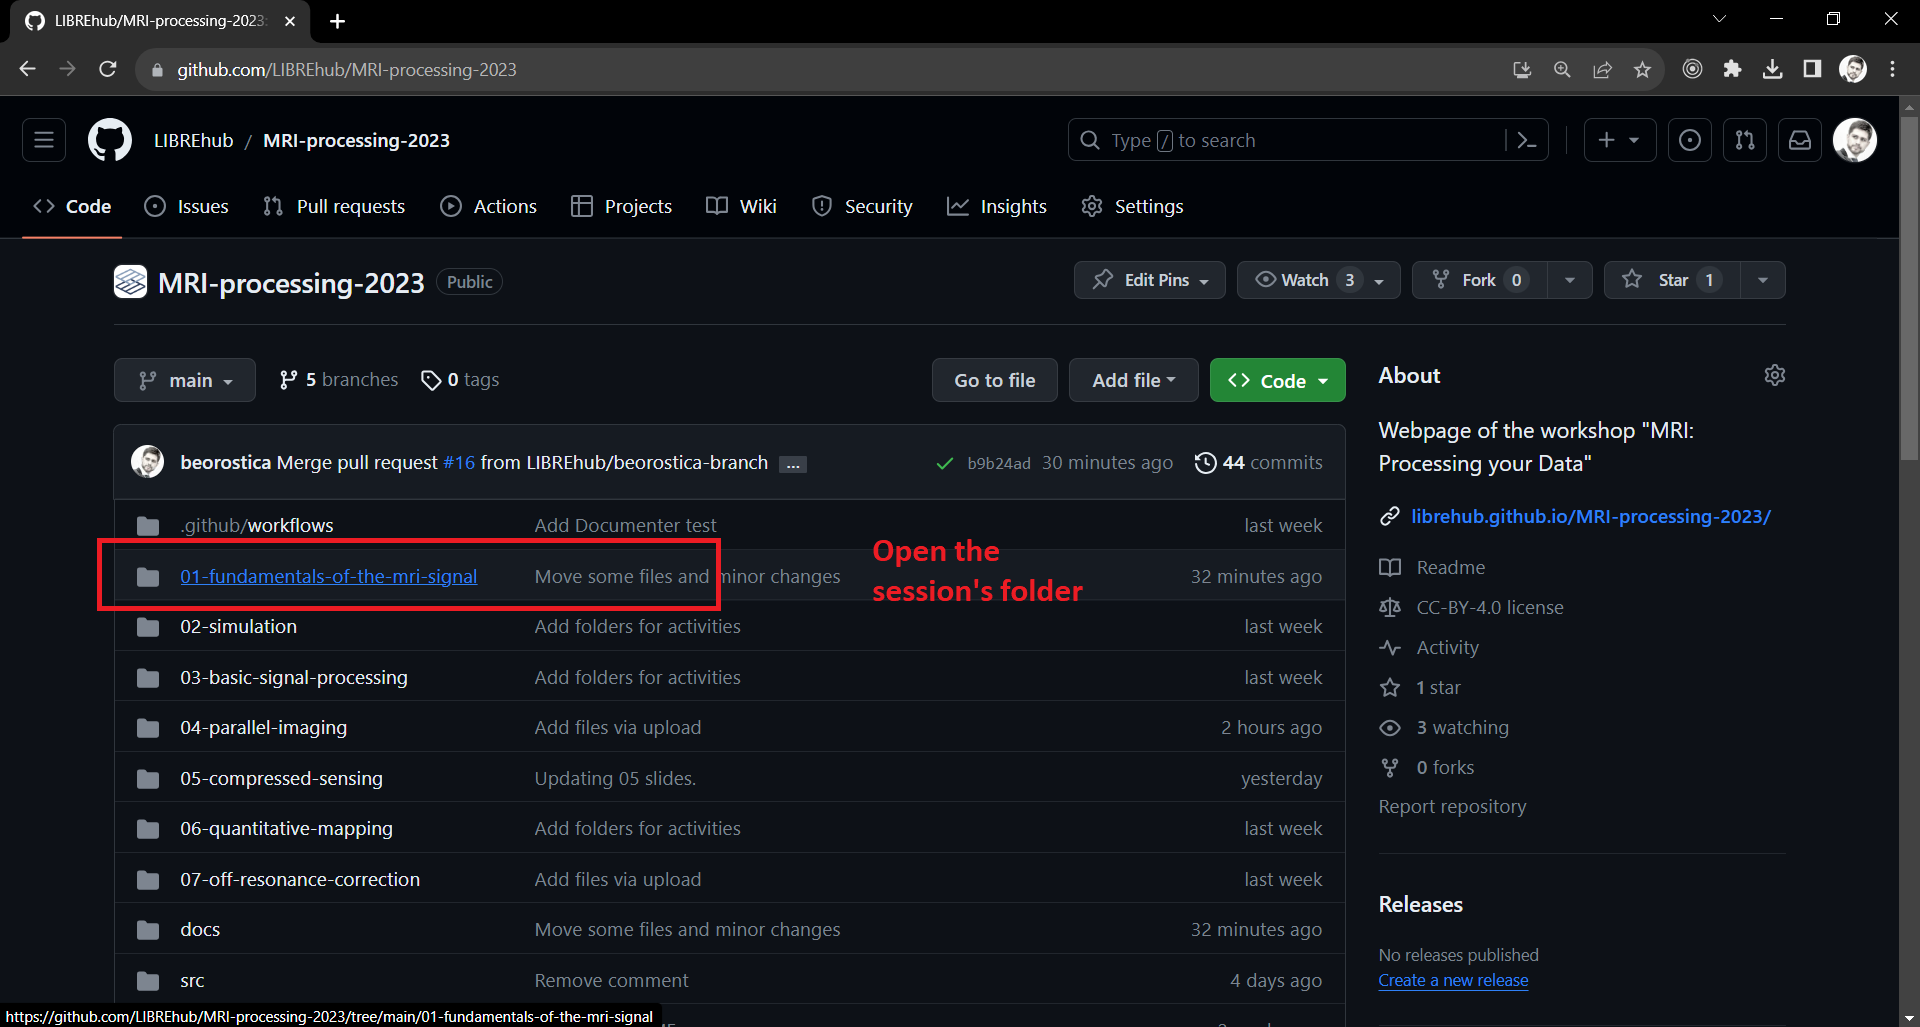 LIBREhub/MRI-processing-2023:
github.com/LIBREhub/MRI-processing-2023
LIBREhub / MRI-processing-2023
Type / to search
Code Issues Pull requests Actions Projects Wiki Security Insights Settings
MRI-processing-2023 Public
Edit Pins Watch 3 Fork 0 Star 1
main 5 branches 0 tags Go to file Add file Code
beorostica Merge pull request #16 from LIBREhub/beorostica-branch ... b9b24ad 30 minutes ago 44 commits
.github/workflows Add Documenter test last week
01-fundamentals-of-the-mri-signal Move some files and minor changes 32 minutes ago
Open the
session's folder
02-simulation Add folders for activities last week
03-basic-signal-processing Add folders for activities last week
04-parallel-imaging Add files via upload 2 hours ago
05-compressed-sensing Updating 05 slides. yesterday
06-quantitative-mapping Add folders for activities last week
07-off-resonance-correction Add files via upload last week
docs Move some files and minor changes 32 minutes ago
src Remove comment 4 days ago
About
Webpage of the workshop "MRI:
Processing your Data"
librehub.github.io/MRI-processing-2023/
Readme
CC-BY-4.0 license
Activity
1 star
3 watching
0 forks
Report repository
Releases
No releases published
Create a new release
https://github.com/LIBREhub/MRI-processing-2023/tree/main/01-fundamentals-of-the-mri-signal